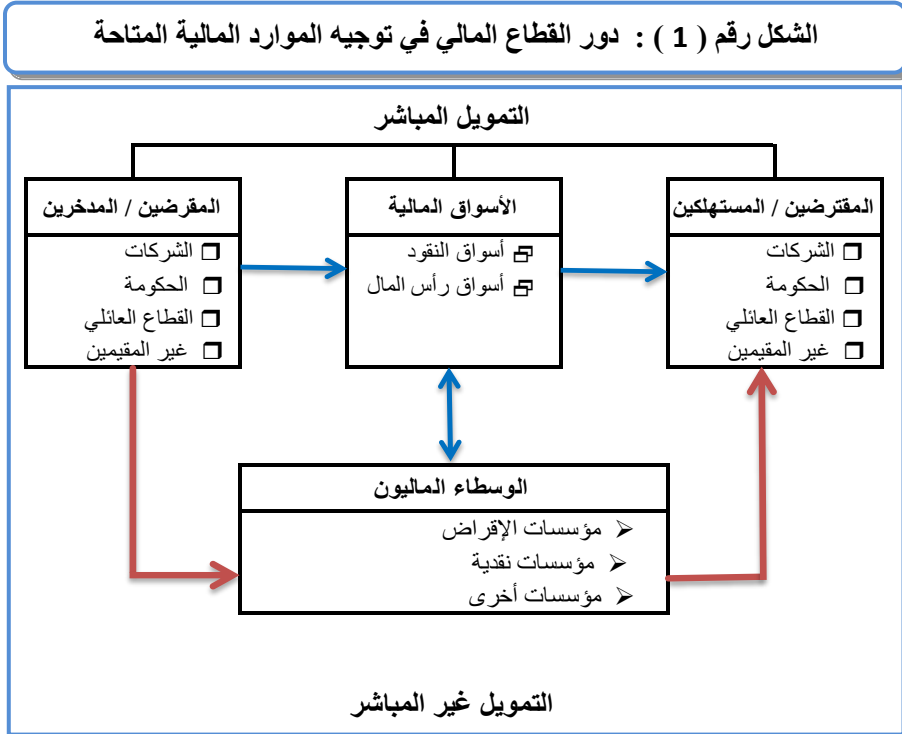 الشكل رقم ( 1 ) : دور القطاع المالي في توجيه الموارد المالية المتاحة
التمويل المباشر
المقترضين / المستهلكين
الشركات
الحكومة
القطاع العائلي
غير المقيمين
الأسواق المالية
أسواق النقود
أسواق رأس المال
المقرضين / المدخرين
الشركات
الحكومة
القطاع العائلي
غير المقيمين
الوسطاء الماليون
مؤسسات الإقراض
مؤسسات نقدية
مؤسسات أخرى
التمويل غير المباشر